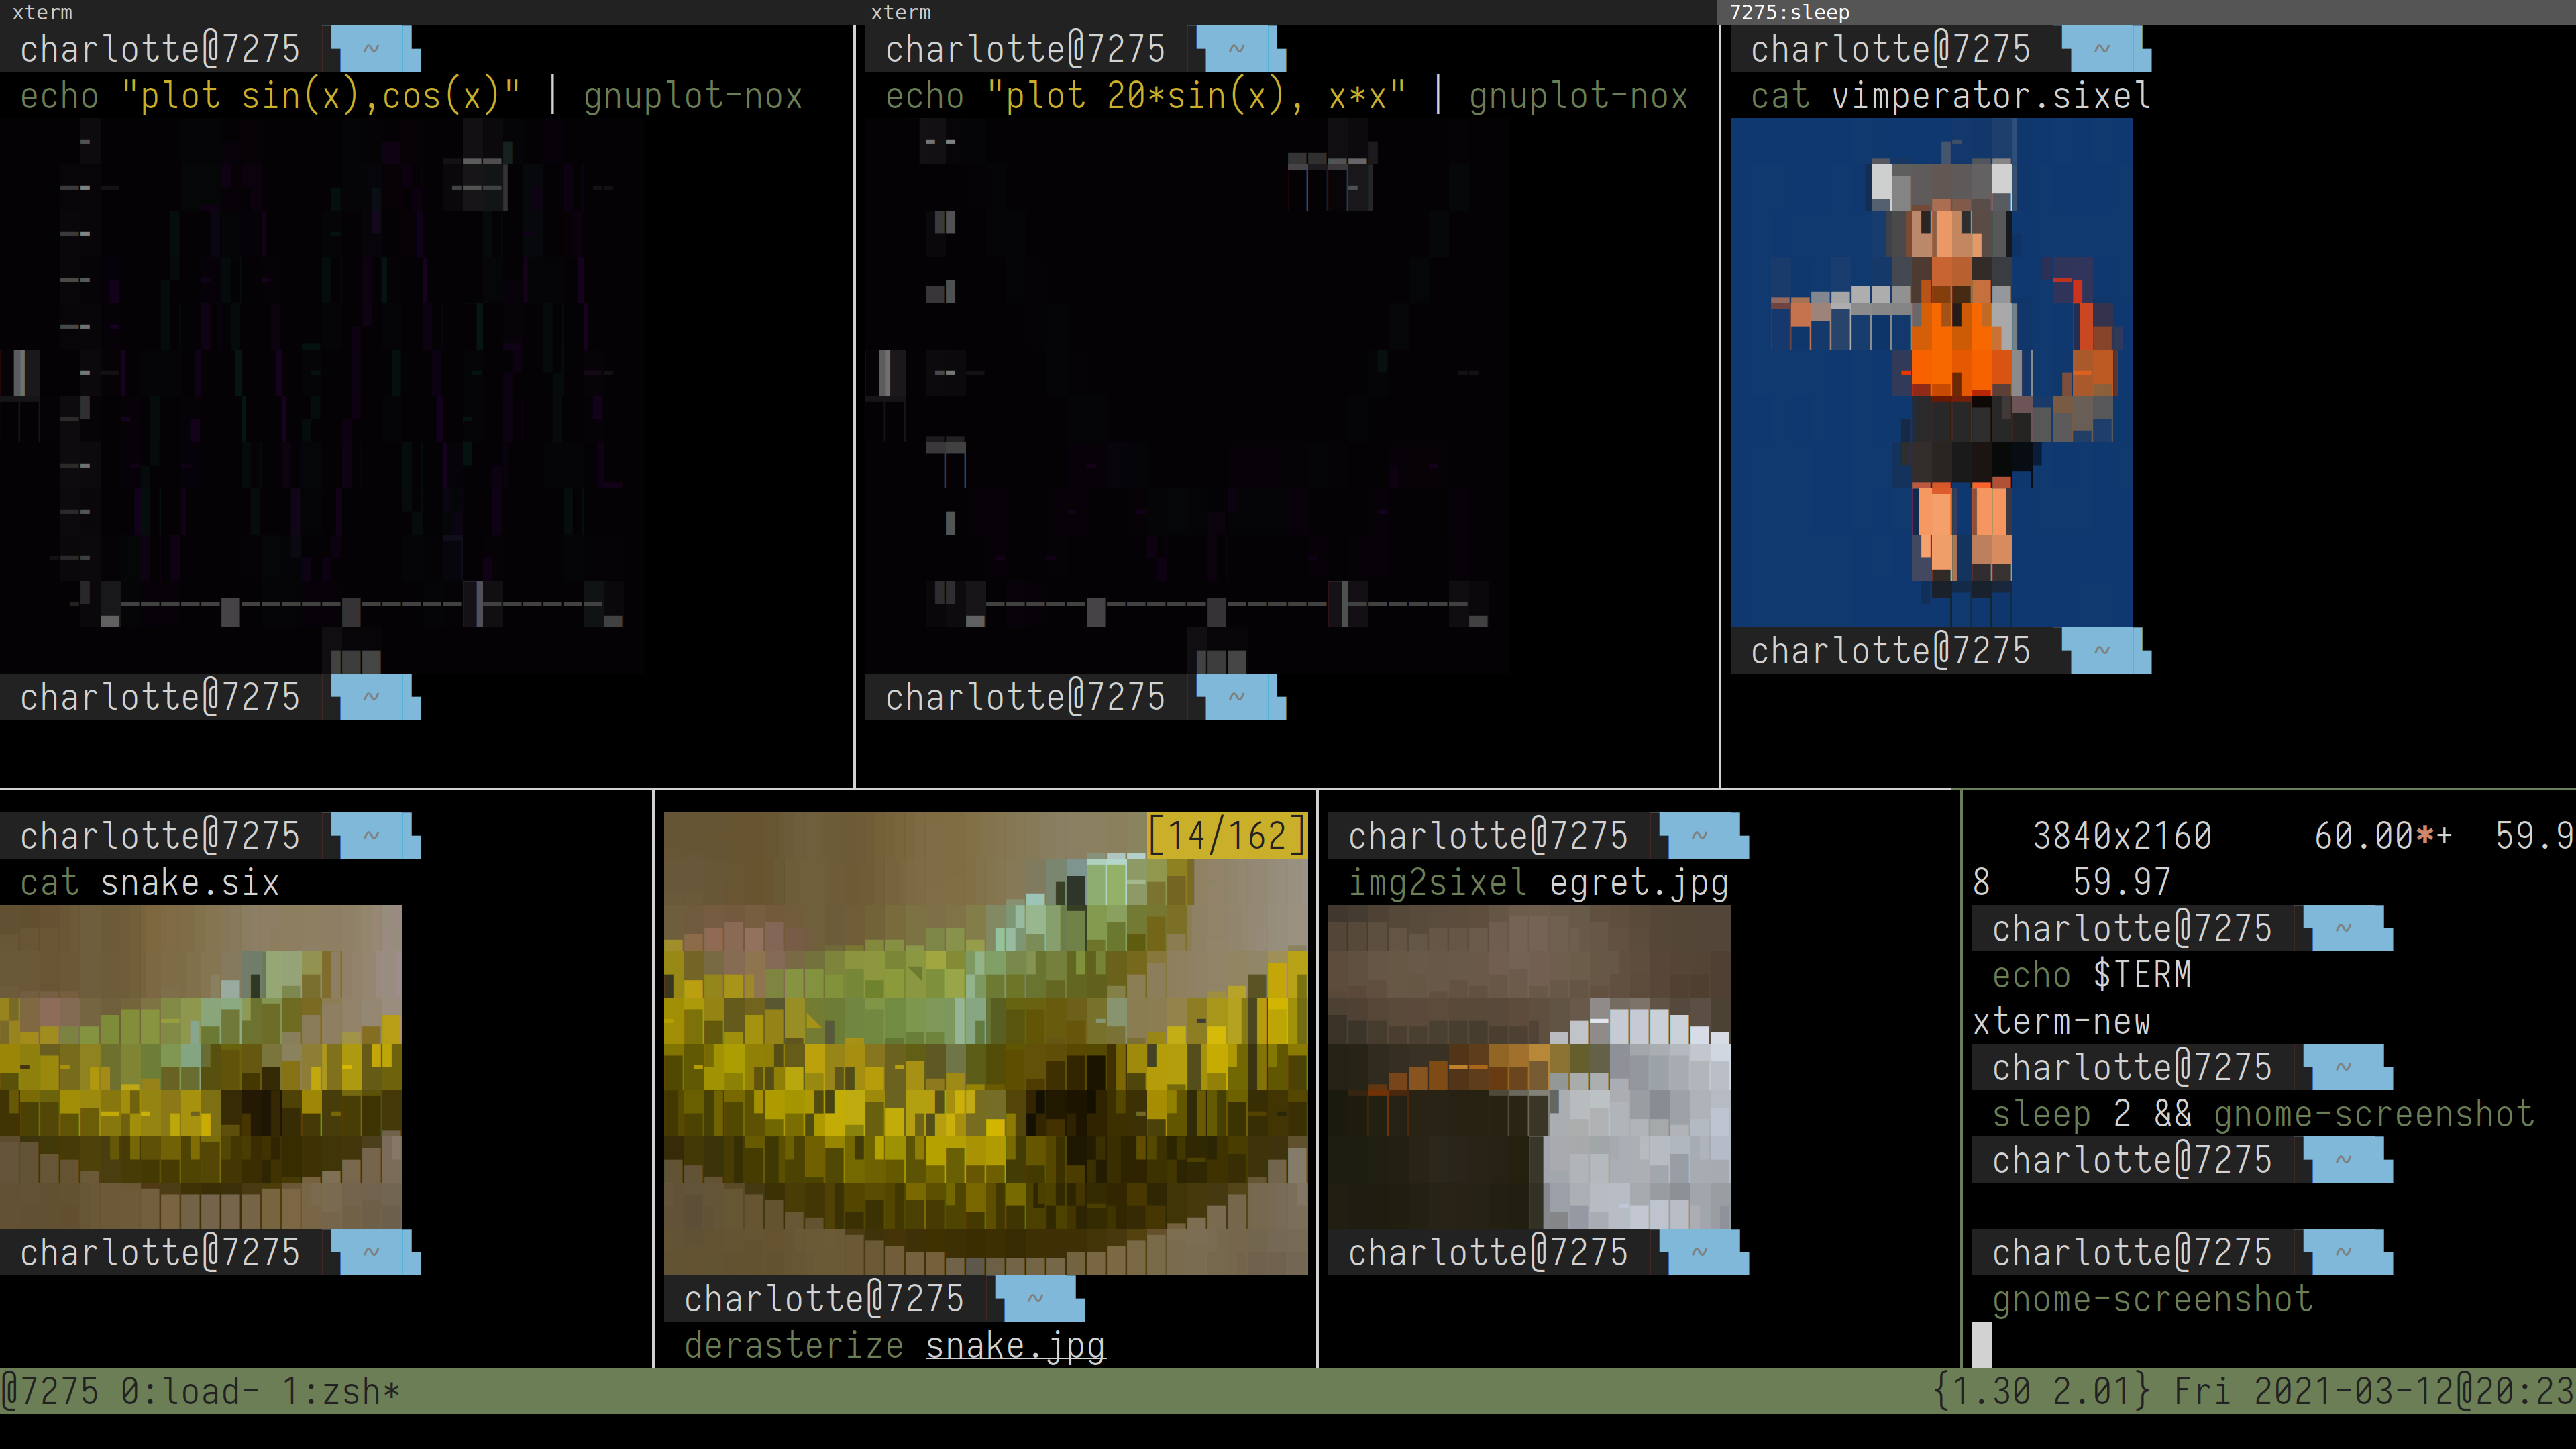 xterm
xterm
7275:sleep
charlotte@7275 ~
echo "plot sin(x),cos(x)" | gnuplot-nox
charlotte@7275 ~
charlotte@7275 ~
echo "plot 20*sin(x), x*x" | gnuplot-nox
charlotte@7275 ~
charlotte@7275 ~
cat vimperator.sixel
charlotte@7275 ~
charlotte@7275 ~
cat snake.six
charlotte@7275 ~
[14/162]
charlotte@7275 ~
derasterize snake.jpg
charlotte@7275 ~
img2sixel egret.jpg
charlotte@7275 ~
3840x2160 60.00*+ 59.9
8 59.97
charlotte@7275 ~
echo $TERM
xterm-new
charlotte@7275 ~
sleep 2 && gnome-screenshot
charlotte@7275 ~
charlotte@7275 ~
gnome-screenshot
@7275 0:load- 1:zsh* {1.30 2.01} Fri 2021-03-12@20:23